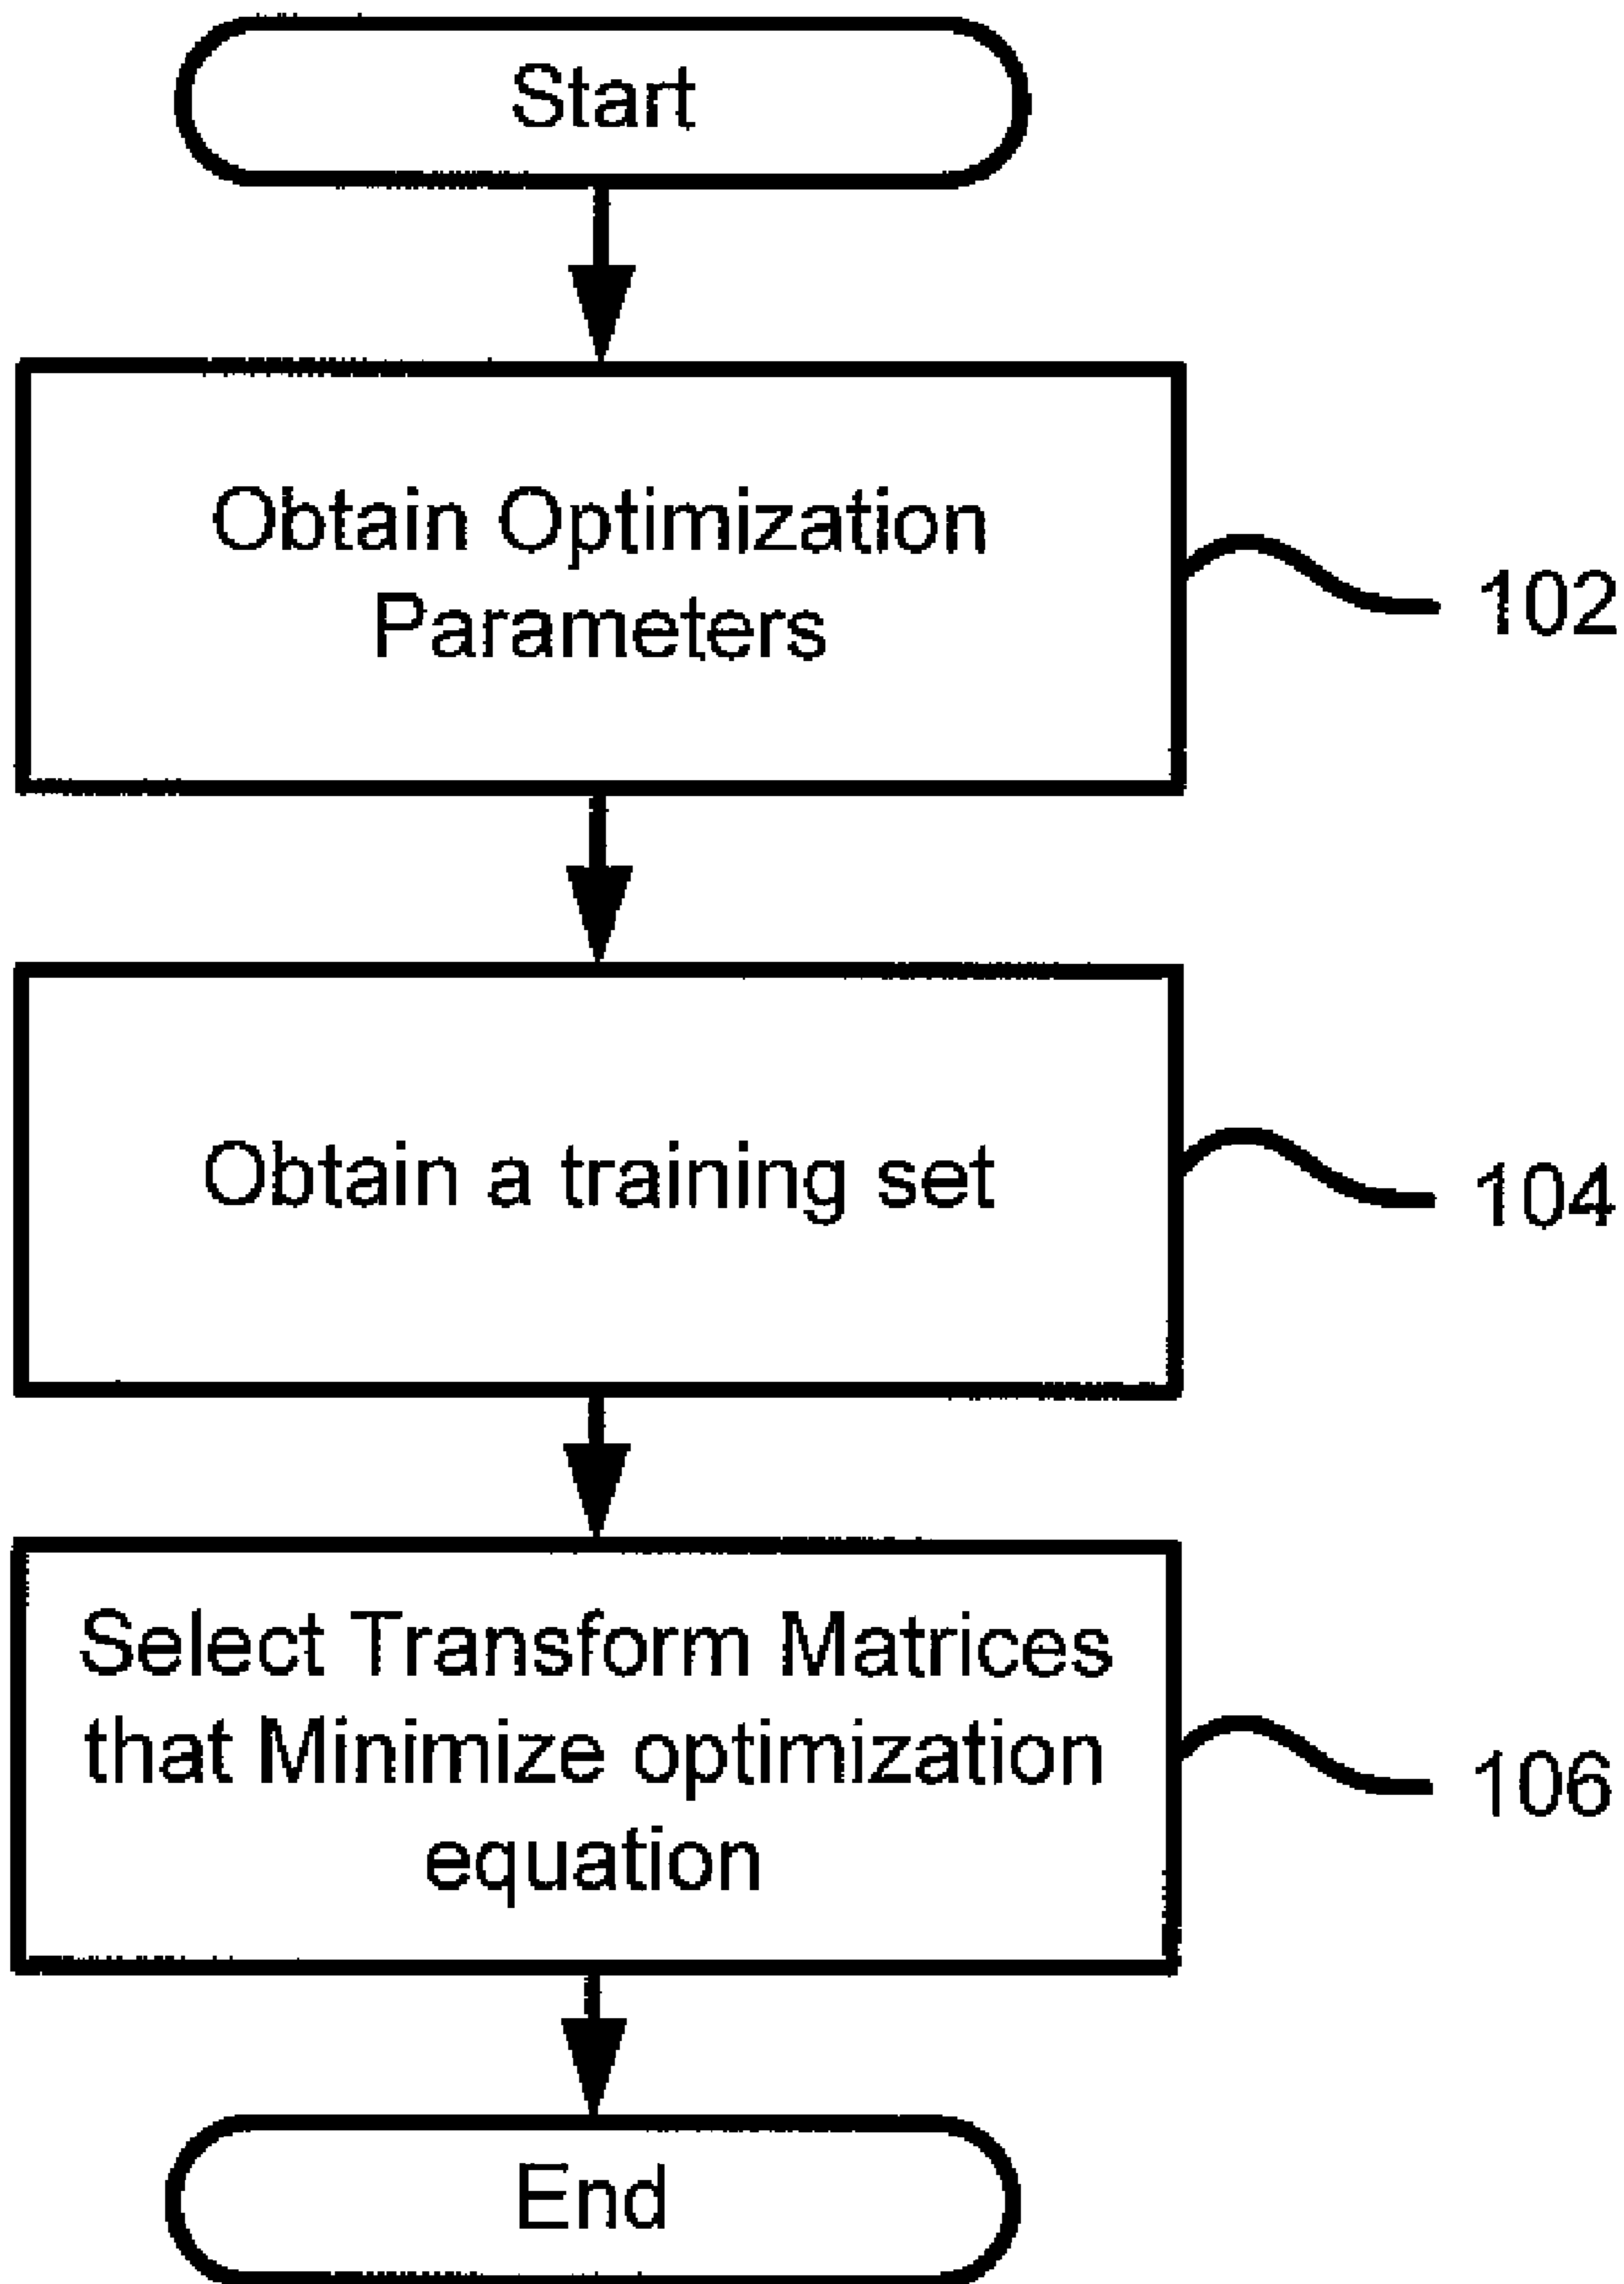 Start
Obtain Optimization
Parameters
102
Obtain a training set
104
Select Transform Matrices
that Minimize optimization
equation
106
End